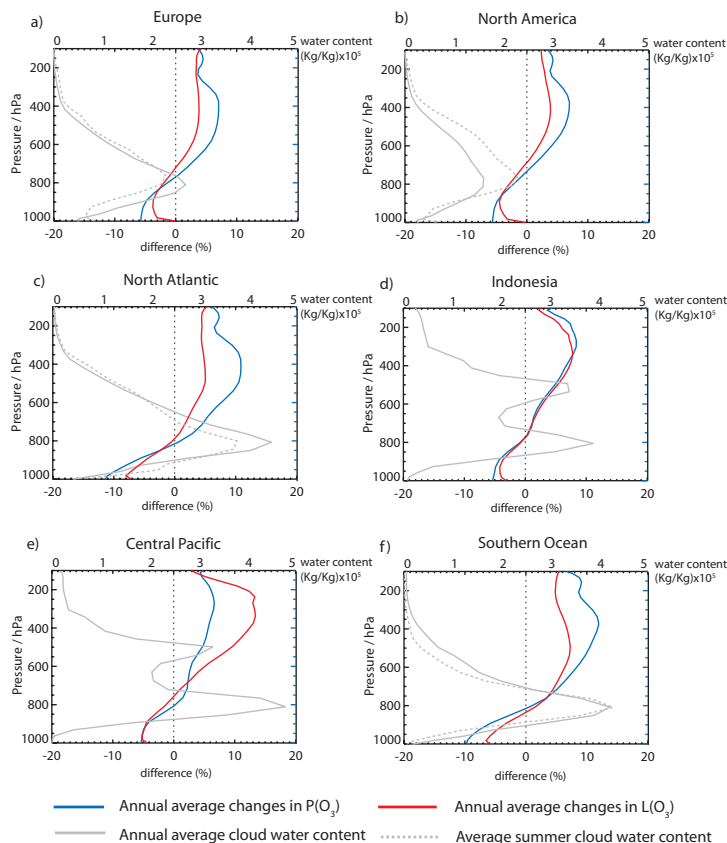 a) Europe
0 1 2 3 4 5 water content
(Kg/Kg)x10⁵
Pressure / hPa
200
400
600
800
1000
-20 -10 0 10 20
difference (%)
b) North America
0 1 2 3 4 5 water content
(Kg/Kg)x10⁵
Pressure / hPa
200
400
600
800
1000
-20 -10 0 10 20
difference (%)
c) North Atlantic
0 1 2 3 4 5 water content
(Kg/Kg)x10⁵
Pressure / hPa
200
400
600
800
1000
-20 -10 0 10 20
difference (%)
d) Indonesia
0 1 2 3 4 5 water content
(Kg/Kg)x10⁵
200
400
600
800
1000
-20 -10 0 10 20
difference (%)
e) Central Pacific
0 1 2 3 4 5 water content
(Kg/Kg)x10⁵
Pressure / hPa
200
400
600
800
1000
-20 -10 0 10 20
difference (%)
f) Southern Ocean
0 1 2 3 4 5 water content
(Kg/Kg)x10⁵
200
400
600
800
1000
-20 -10 0 10 20
difference (%)
Annual average changes in P(O₃)
Annual average changes in L(O₃)
Annual average cloud water content
Average summer cloud water content